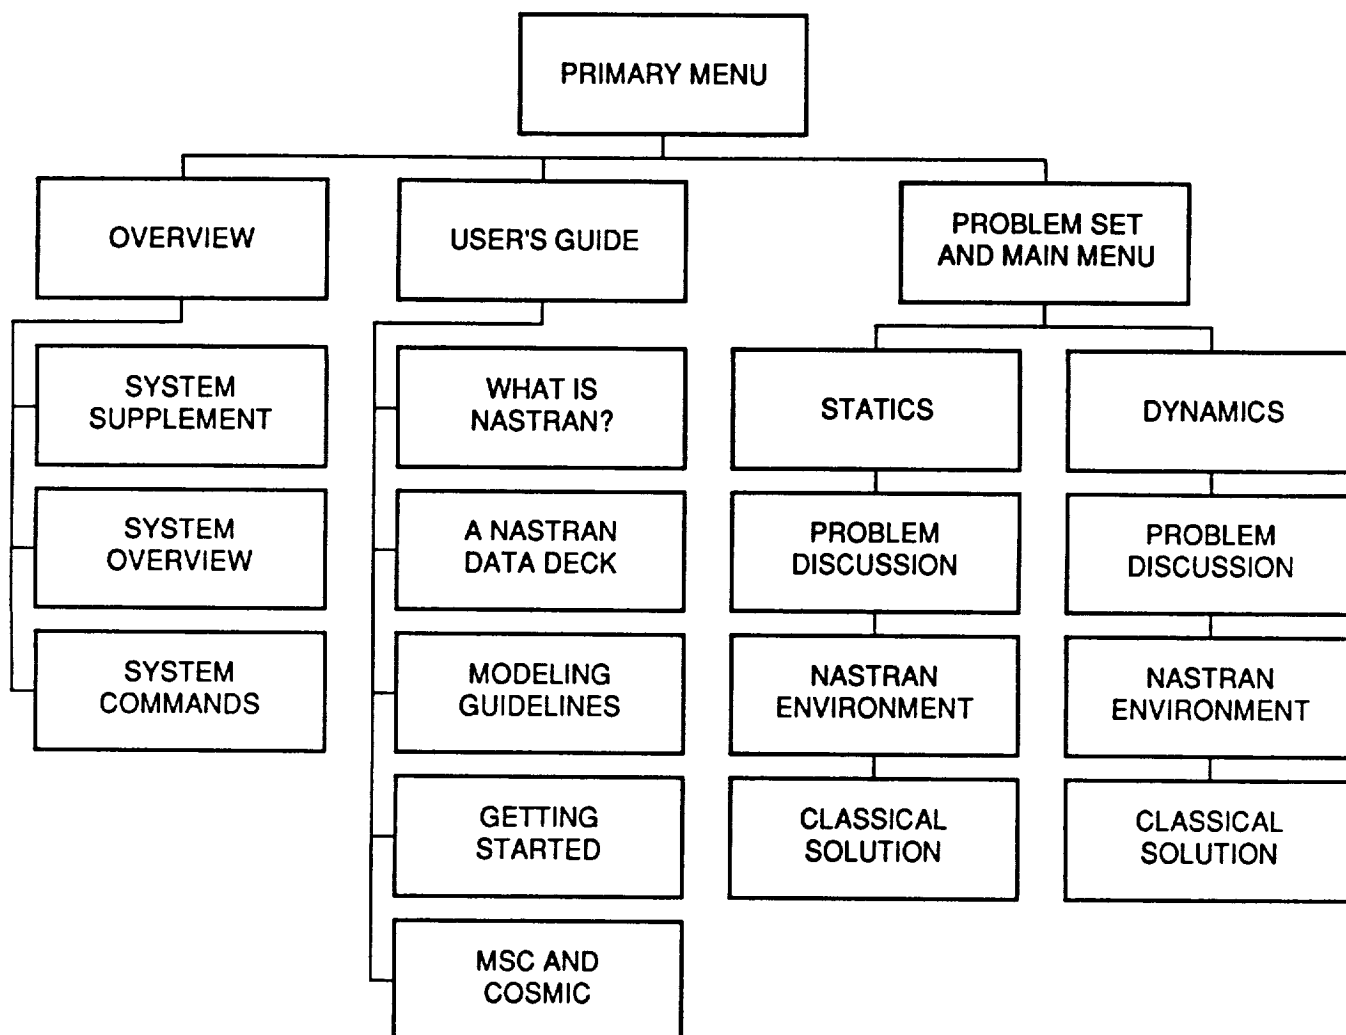 PRIMARY MENU
OVERVIEW
USER'S GUIDE
PROBLEM SET
AND MAIN MENU
SYSTEM
SUPPLEMENT
SYSTEM
OVERVIEW
SYSTEM
COMMANDS
WHAT IS
NASTRAN?
A NASTRAN
DATA DECK
MODELING
GUIDELINES
GETTING
STARTED
MSC AND
COSMIC
STATICS
PROBLEM
DISCUSSION
NASTRAN
ENVIRONMENT
CLASSICAL
SOLUTION
DYNAMICS
PROBLEM
DISCUSSION
NASTRAN
ENVIRONMENT
CLASSICAL
SOLUTION